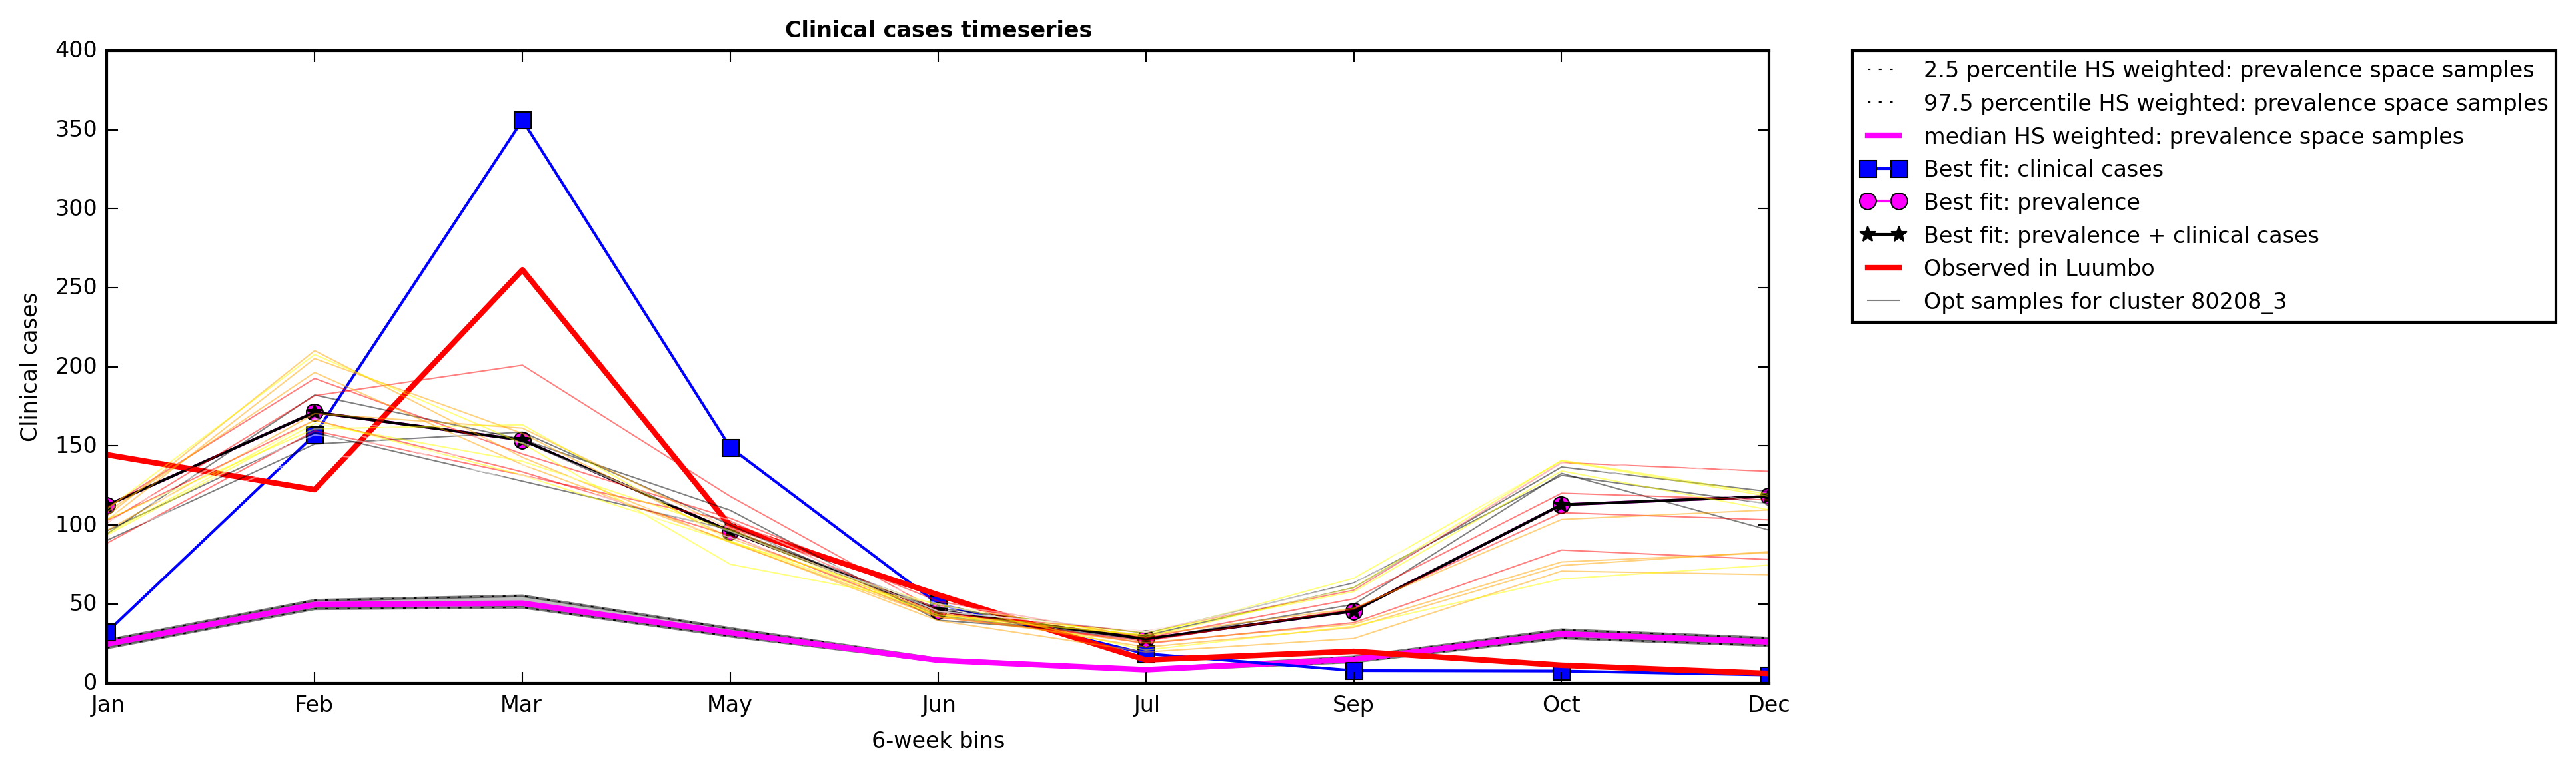 Clinical cases timeseries
400
350
300
250
200
150
100
50
0
Clinical cases
Jan Feb Mar May Jun Jul Sep Oct Dec
6-week bins
2.5 percentile HS weighted: prevalence space samples
97.5 percentile HS weighted: prevalence space samples
median HS weighted: prevalence space samples
Best fit: clinical cases
Best fit: prevalence
Best fit: prevalence + clinical cases
Observed in Luumbo
Opt samples for cluster 80208_3